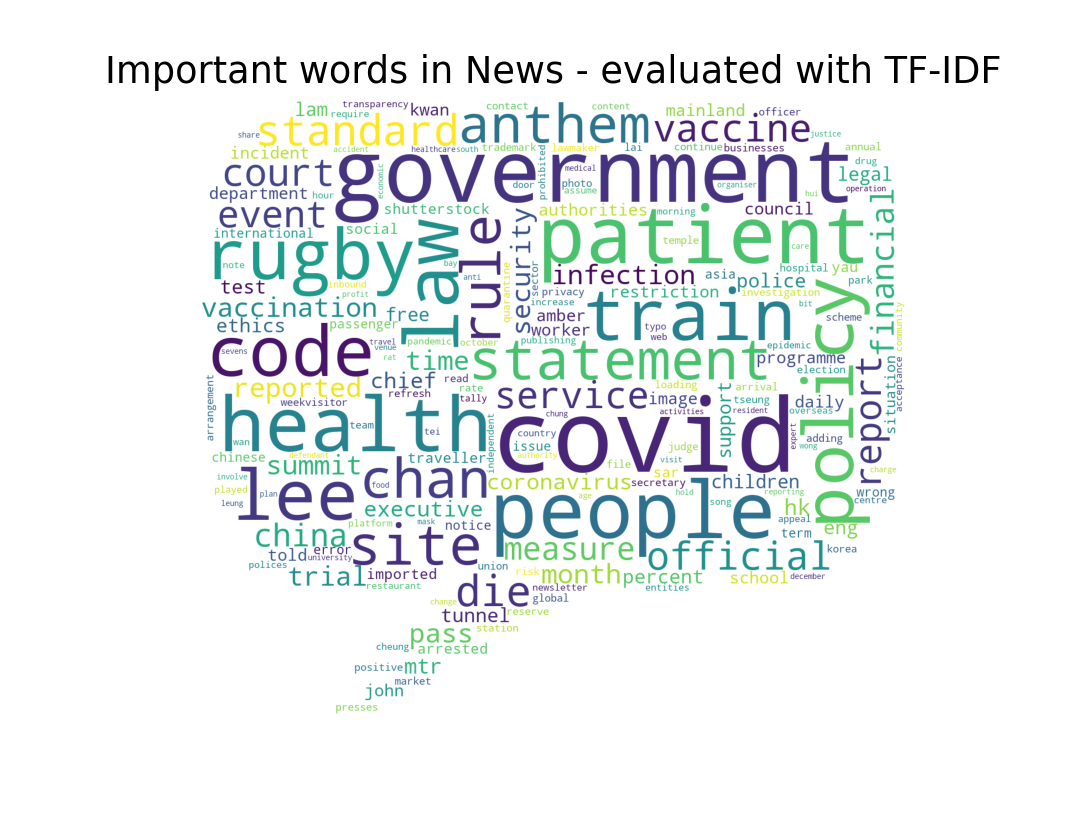 Important words in News - evaluated with TF-IDF
lam
transparency
require
kwan
contact
content
mainland
officer
share
standard
anthem
vaccine
justice
accident
healthcare
south
trademark
lawmaker
lai
continue
businesses
annual
incident
court
government
medical
drug
legal
department
hour
economic
door
prohibited
photo
assume
organiser
hui
operation
event
shutterstock
authorities
morning
council
international
social
rugby
law
rule
security
patient
temple
care
financial
note
bay
anti
sector
infection
asia
police
hospital
yau
park
test
inbound
profit
quarantine
privacy
restriction
investigation
vaccination
free
increase
amber
train
bit
scheme
community
ethics
passenger
pandemic
october
worker
typo
web
policy
code
sevens
travel
venue
rat
time
publishing
statement
epidemic
programme
election
situation
acceptance
reported
chief
read
rate
service
image
loading
arrival
report
arrangement
weekvisitor
refresh
tally
support
tseung
daily
health
team
tei
independent
chung
activities
resident
overseas
covid
expert
adding
wong
wan
country
issue
judge
chinese
defendant
traveller
authority
file
visit
charge
involve
summit
chan
sar
children
lee
food
coronavirus
secretary
wrong
played
plan
age
hold
song
reporting
centre
leung
executive
people
hk
platform
mask
notice
appeal
eng
china
site
term
told
error
university
measure
official
korea
polices
union
trial
imported
risk
month
percent
school
december
restaurant
die
newsletter
entities
change
global
tunnel
reserve
pass
station
cheung
arrested
positive
mtr
market
john
presses